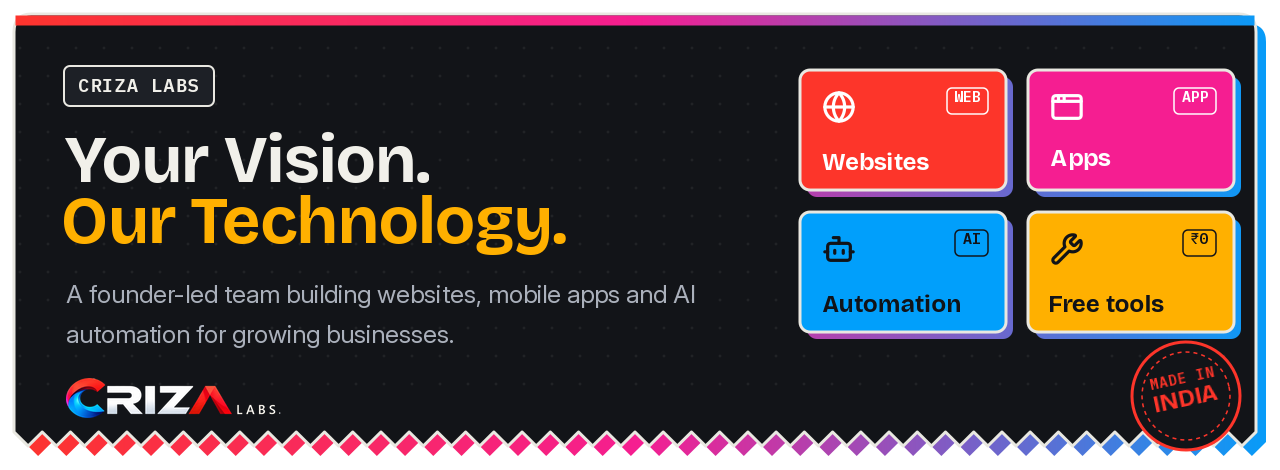 CRIZA LABS
Your Vision.
Our Technology.
A founder-led team building websites, mobile apps and AI
automation for growing businesses.
CRIZA LABS.
WEB
Websites
APP
Apps
AI
Automation
₹0
Free tools
MADE IN
INDIA